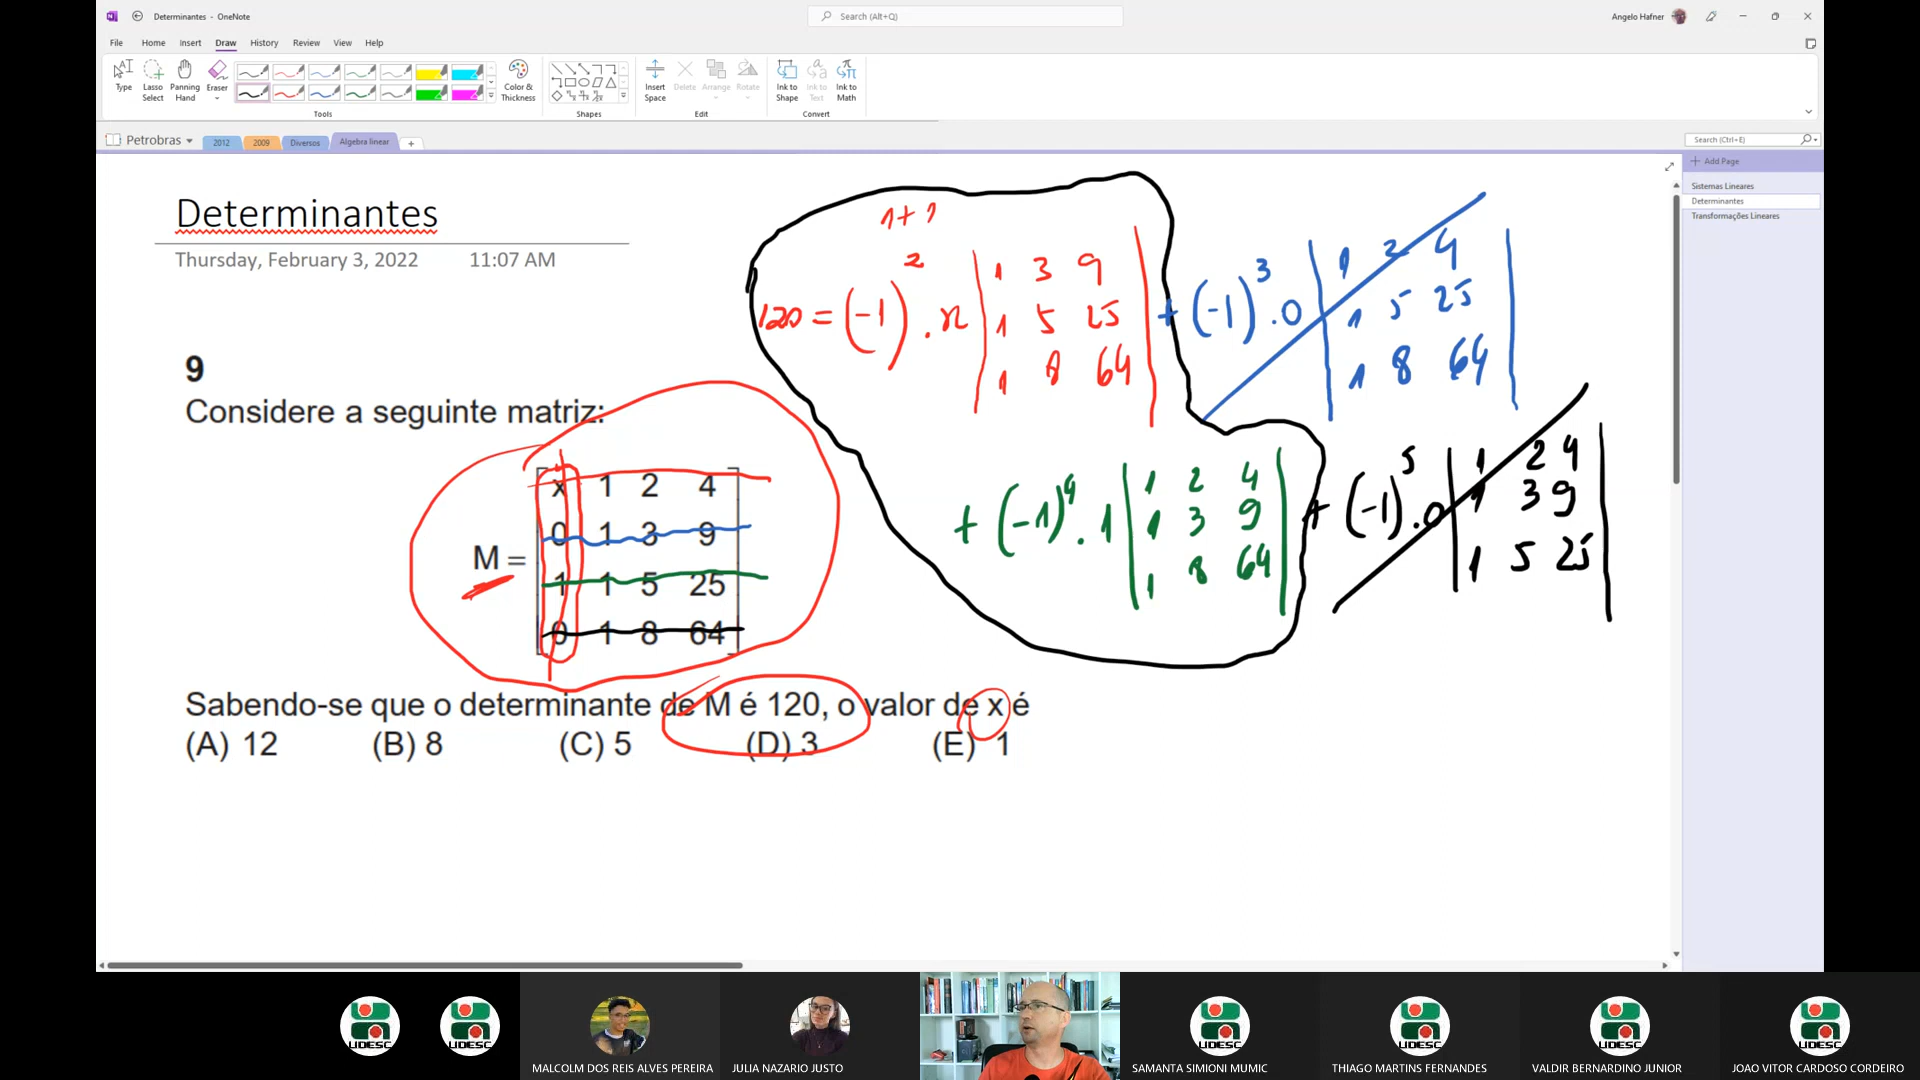 Determinantes - OneNote
Search (Alt+Q)
Angelo Hafner
File Home Insert Draw History Review View Help
Type
Lasso Select
Panning Hand
Eraser
Color & Thickness
Insert Space
Delete
Arrange
Rotate
Ink to Shape
Ink to Text
Ink to Math
Tools
Shapes
Edit
Convert
Petrobras
2012
2009
Diversos
Algebra linear
+
Search (Ctrl+E)
Add Page
Sistemas Lineares
Determinantes
Transformações Lineares
Determinantes
Thursday, February 3, 2022 11:07 AM
9
Considere a seguinte matriz:
x 1 2 4
0 1 3 9
M =
1 1 5 25
0 1 8 64
Sabendo-se que o determinante de M é 120, o valor de x é
(A) 12 (B) 8 (C) 5 (D) 3 (E) 1
1+1
2
120 = (-1) . x
1 3 9
1 5 25
1 8 64
+ (-1)³ . 0
1 2 4
1 5 25
1 8 64
+ (-1)⁴ . 1
1 2 4
1 3 9
1 8 64
+ (-1)⁵ . 0
1 2 4
1 3 9
1 5 25
UDESC
UDESC
MALCOLM DOS REIS ALVES PEREIRA
JULIA NAZARIO JUSTO
UDESC
SAMANTA SIMIONI MUMIC
UDESC
THIAGO MARTINS FERNANDES
UDESC
VALDIR BERNARDINO JUNIOR
UDESC
JOAO VITOR CARDOSO CORDEIRO